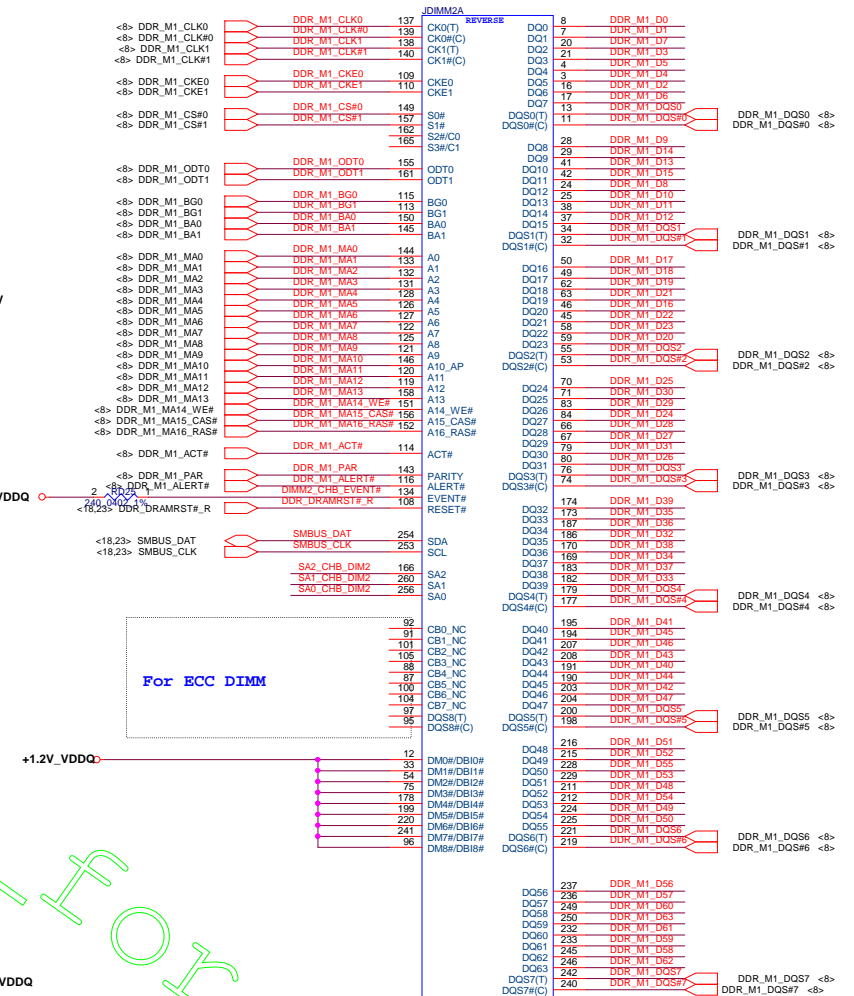 JDIMM2A
REVERSE
<8> DDR_M1_CLK0 DDR_M1_CLK0 137 CK0(T)
<8> DDR_M1_CLK#0 DDR_M1_CLK#0 139 CK0#(C)
<8> DDR_M1_CLK1 DDR_M1_CLK1 138 CK1(T)
<8> DDR_M1_CLK#1 DDR_M1_CLK#1 140 CK1#(C)
<8> DDR_M1_CKE0 DDR_M1_CKE0 109 CKE0
<8> DDR_M1_CKE1 DDR_M1_CKE1 110 CKE1
<8> DDR_M1_CS#0 DDR_M1_CS#0 149 S0#
<8> DDR_M1_CS#1 DDR_M1_CS#1 157 S1#
162 S2#/C0
165 S3#/C1
<8> DDR_M1_ODT0 DDR_M1_ODT0 155 ODT0
<8> DDR_M1_ODT1 DDR_M1_ODT1 161 ODT1
<8> DDR_M1_BG0 DDR_M1_BG0 115 BG0
<8> DDR_M1_BG1 DDR_M1_BG1 113 BG1
<8> DDR_M1_BA0 DDR_M1_BA0 150 BA0
<8> DDR_M1_BA1 DDR_M1_BA1 145 BA1
<8> DDR_M1_MA0 DDR_M1_MA0 144 A0
<8> DDR_M1_MA1 DDR_M1_MA1 133 A1
<8> DDR_M1_MA2 DDR_M1_MA2 132 A2
<8> DDR_M1_MA3 DDR_M1_MA3 131 A3
<8> DDR_M1_MA4 DDR_M1_MA4 128 A4
<8> DDR_M1_MA5 DDR_M1_MA5 126 A5
<8> DDR_M1_MA6 DDR_M1_MA6 127 A6
<8> DDR_M1_MA7 DDR_M1_MA7 122 A7
<8> DDR_M1_MA8 DDR_M1_MA8 125 A8
<8> DDR_M1_MA9 DDR_M1_MA9 121 A9
<8> DDR_M1_MA10 DDR_M1_MA10 146 A10_AP
<8> DDR_M1_MA11 DDR_M1_MA11 120 A11
<8> DDR_M1_MA12 DDR_M1_MA12 119 A12
<8> DDR_M1_MA13 DDR_M1_MA13 158 A13
<8> DDR_M1_MA14_WE# DDR_M1_MA14_WE# 151 A14_WE#
<8> DDR_M1_MA15_CAS# DDR_M1_MA15_CAS# 156 A15_CAS#
<8> DDR_M1_MA16_RAS# DDR_M1_MA16_RAS# 152 A16_RAS#
<8> DDR_M1_ACT# DDR_M1_ACT# 114 ACT#
<8> DDR_M1_PAR DDR_M1_PAR 143 PARITY
<8> DDR_M1_ALERT# DDR_M1_ALERT# 116 ALERT#
VDDQ 2 RD25 1 DIMM2_CHB_EVENT# 134 EVENT#
240_0402_1%
<18,23> DDR_DRAMRST#_R DDR_DRAMRST#_R 108 RESET#
<18,23> SMBUS_DAT SMBUS_DAT 254 SDA
<18,23> SMBUS_CLK SMBUS_CLK 253 SCL
SA2_CHB_DIM2 166 SA2
SA1_CHB_DIM2 260 SA1
SA0_CHB_DIM2 256 SA0
For ECC DIMM
92 CB0_NC
91 CB1_NC
101 CB2_NC
105 CB3_NC
88 CB4_NC
87 CB5_NC
100 CB6_NC
104 CB7_NC
97 DQS8(T)
95 DQS8#(C)
+1.2V_VDDQ
12 DM0#/DBI0#
33 DM1#/DBI1#
54 DM2#/DBI2#
75 DM3#/DBI3#
178 DM4#/DBI4#
199 DM5#/DBI5#
220 DM6#/DBI6#
241 DM7#/DBI7#
96 DM8#/DBI8#
for
VDDQ
DQ0 8 DDR_M1_D0
DQ1 7 DDR_M1_D1
DQ2 20 DDR_M1_D7
DQ3 21 DDR_M1_D3
DQ4 4 DDR_M1_D5
DQ5 3 DDR_M1_D4
DQ6 16 DDR_M1_D2
DQ7 17 DDR_M1_D6
DQS0(T) 13 DDR_M1_DQS0 DDR_M1_DQS0 <8>
DQS0#(C) 11 DDR_M1_DQS#0 DDR_M1_DQS#0 <8>
DQ8 28 DDR_M1_D9
DQ9 29 DDR_M1_D14
DQ10 41 DDR_M1_D13
DQ11 42 DDR_M1_D15
DQ12 24 DDR_M1_D8
DQ13 25 DDR_M1_D10
DQ14 38 DDR_M1_D11
DQ15 37 DDR_M1_D12
DQS1(T) 34 DDR_M1_DQS1 DDR_M1_DQS1 <8>
DQS1#(C) 32 DDR_M1_DQS#1 DDR_M1_DQS#1 <8>
DQ16 50 DDR_M1_D17
DQ17 49 DDR_M1_D18
DQ18 62 DDR_M1_D19
DQ19 63 DDR_M1_D21
DQ20 46 DDR_M1_D16
DQ21 45 DDR_M1_D22
DQ22 58 DDR_M1_D23
DQ23 59 DDR_M1_D20
DQS2(T) 55 DDR_M1_DQS2 DDR_M1_DQS2 <8>
DQS2#(C) 53 DDR_M1_DQS#2 DDR_M1_DQS#2 <8>
DQ24 70 DDR_M1_D25
DQ25 71 DDR_M1_D30
DQ26 83 DDR_M1_D29
DQ27 84 DDR_M1_D24
DQ28 66 DDR_M1_D28
DQ29 67 DDR_M1_D27
DQ30 79 DDR_M1_D31
DQ31 80 DDR_M1_D26
DQS3(T) 76 DDR_M1_DQS3 DDR_M1_DQS3 <8>
DQS3#(C) 74 DDR_M1_DQS#3 DDR_M1_DQS#3 <8>
DQ32 174 DDR_M1_D39
DQ33 173 DDR_M1_D35
DQ34 187 DDR_M1_D36
DQ35 186 DDR_M1_D32
DQ36 170 DDR_M1_D38
DQ37 169 DDR_M1_D34
DQ38 183 DDR_M1_D37
DQ39 182 DDR_M1_D33
DQS4(T) 179 DDR_M1_DQS4 DDR_M1_DQS4 <8>
DQS4#(C) 177 DDR_M1_DQS#4 DDR_M1_DQS#4 <8>
DQ40 195 DDR_M1_D41
DQ41 194 DDR_M1_D45
DQ42 207 DDR_M1_D46
DQ43 208 DDR_M1_D43
DQ44 191 DDR_M1_D40
DQ45 190 DDR_M1_D44
DQ46 203 DDR_M1_D42
DQ47 204 DDR_M1_D47
DQS5(T) 200 DDR_M1_DQS5 DDR_M1_DQS5 <8>
DQS5#(C) 198 DDR_M1_DQS#5 DDR_M1_DQS#5 <8>
DQ48 216 DDR_M1_D51
DQ49 215 DDR_M1_D52
DQ50 228 DDR_M1_D55
DQ51 229 DDR_M1_D53
DQ52 211 DDR_M1_D48
DQ53 212 DDR_M1_D54
DQ54 224 DDR_M1_D49
DQ55 225 DDR_M1_D50
DQS6(T) 221 DDR_M1_DQS6 DDR_M1_DQS6 <8>
DQS6#(C) 219 DDR_M1_DQS#6 DDR_M1_DQS#6 <8>
DQ56 237 DDR_M1_D56
DQ57 236 DDR_M1_D57
DQ58 249 DDR_M1_D60
DQ59 250 DDR_M1_D63
DQ60 232 DDR_M1_D61
DQ61 233 DDR_M1_D59
DQ62 245 DDR_M1_D58
DQ63 246 DDR_M1_D62
DQS7(T) 242 DDR_M1_DQS7 DDR_M1_DQS7 <8>
DQS7#(C) 240 DDR_M1_DQS#7 DDR_M1_DQS#7 <8>